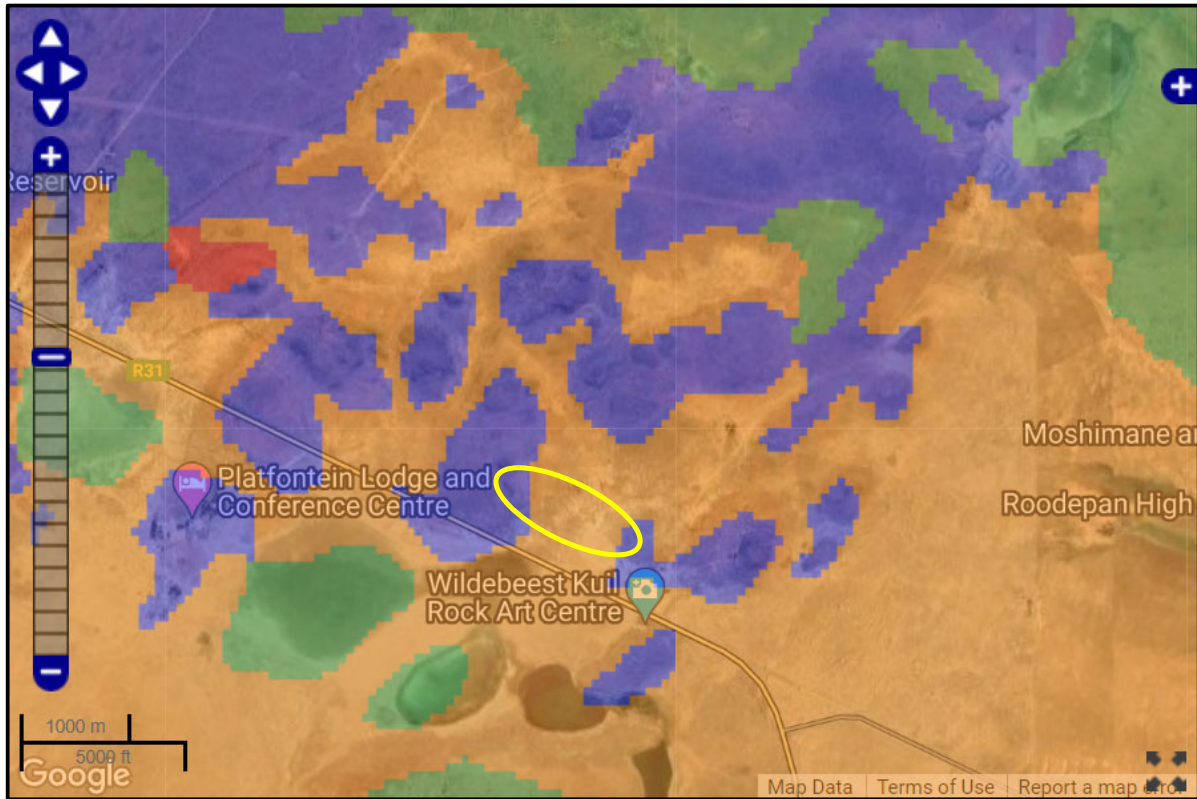 Reservoir
R31
Moshimane a
Platfontein Lodge and
Conference Centre
Roodepan High
Wildebeest Kuil
Rock Art Centre
1000 m
5000 ft
Google
Map Data
Terms of Use
Report a map error